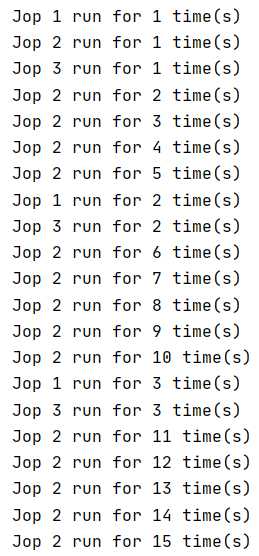 Jop 1 run for 1 time(s)
Jop 2 run for 1 time(s)
Jop 3 run for 1 time(s)
Jop 2 run for 2 time(s)
Jop 2 run for 3 time(s)
Jop 2 run for 4 time(s)
Jop 2 run for 5 time(s)
Jop 1 run for 2 time(s)
Jop 3 run for 2 time(s)
Jop 2 run for 6 time(s)
Jop 2 run for 7 time(s)
Jop 2 run for 8 time(s)
Jop 2 run for 9 time(s)
Jop 2 run for 10 time(s)
Jop 1 run for 3 time(s)
Jop 3 run for 3 time(s)
Jop 2 run for 11 time(s)
Jop 2 run for 12 time(s)
Jop 2 run for 13 time(s)
Jop 2 run for 14 time(s)
Jop 2 run for 15 time(s)